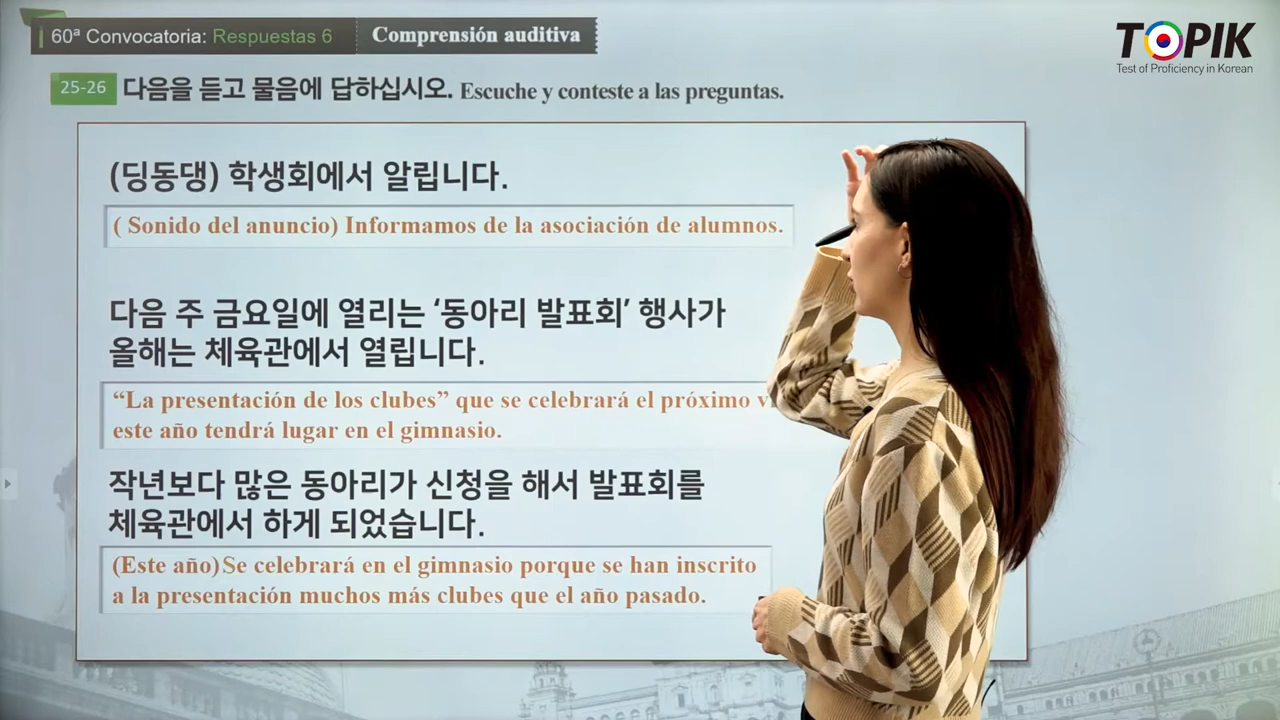 60ª Convocatoria: Respuestas 6 Comprensión auditiva
TOPIK
Test of Proficiency in Korean
25-26 다음을 듣고 물음에 답하십시오. Escuche y conteste a las preguntas.
(딩동댕) 학생회에서 알립니다.
( Sonido del anuncio) Informamos de la asociación de alumnos.
다음 주 금요일에 열리는 ‘동아리 발표회’ 행사가
올해는 체육관에서 열립니다.
“La presentación de los clubes” que se celebrará el próximo
este año tendrá lugar en el gimnasio.
작년보다 많은 동아리가 신청을 해서 발표회를
체육관에서 하게 되었습니다.
(Este año)Se celebrará en el gimnasio porque se han inscrito
a la presentación muchos más clubes que el año pasado.